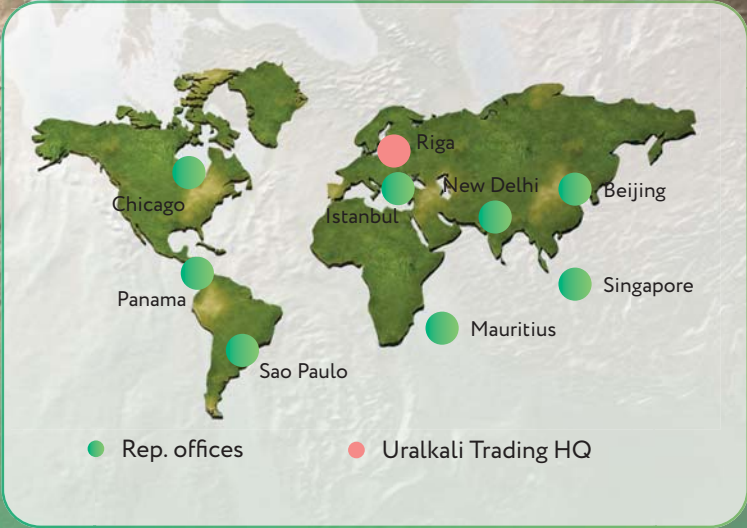 Riga
New Delhi
Beijing
Chicago
Istanbul
Singapore
Panama
Mauritius
Sao Paulo
Rep. offices
Uralkali Trading HQ